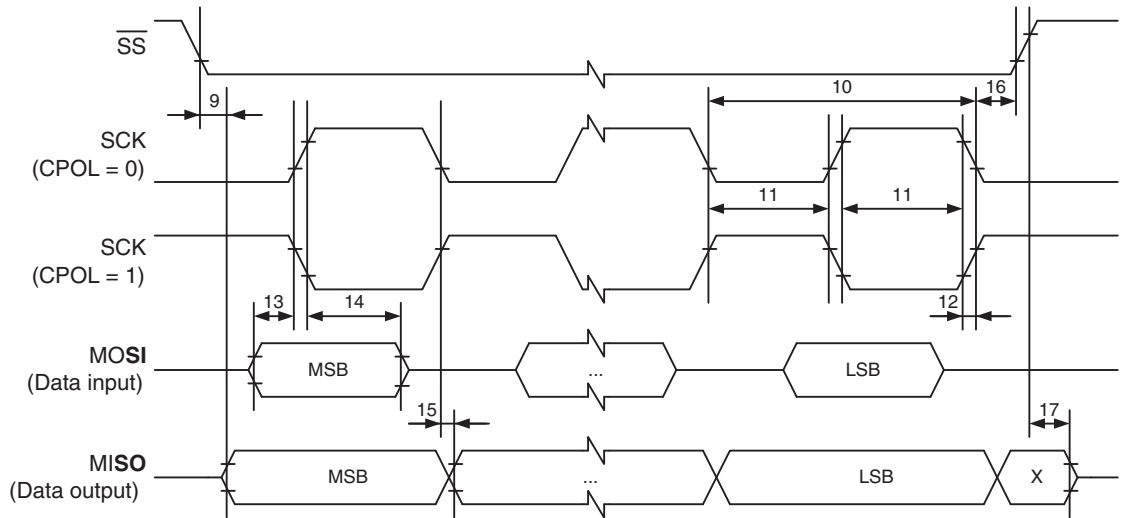 SS
9
10
16
SCK
(CPOL = 0)
11
11
SCK
(CPOL = 1)
13
14
12
MOSI
(Data input)
MSB
...
LSB
15
17
MISO
(Data output)
MSB
...
LSB
X